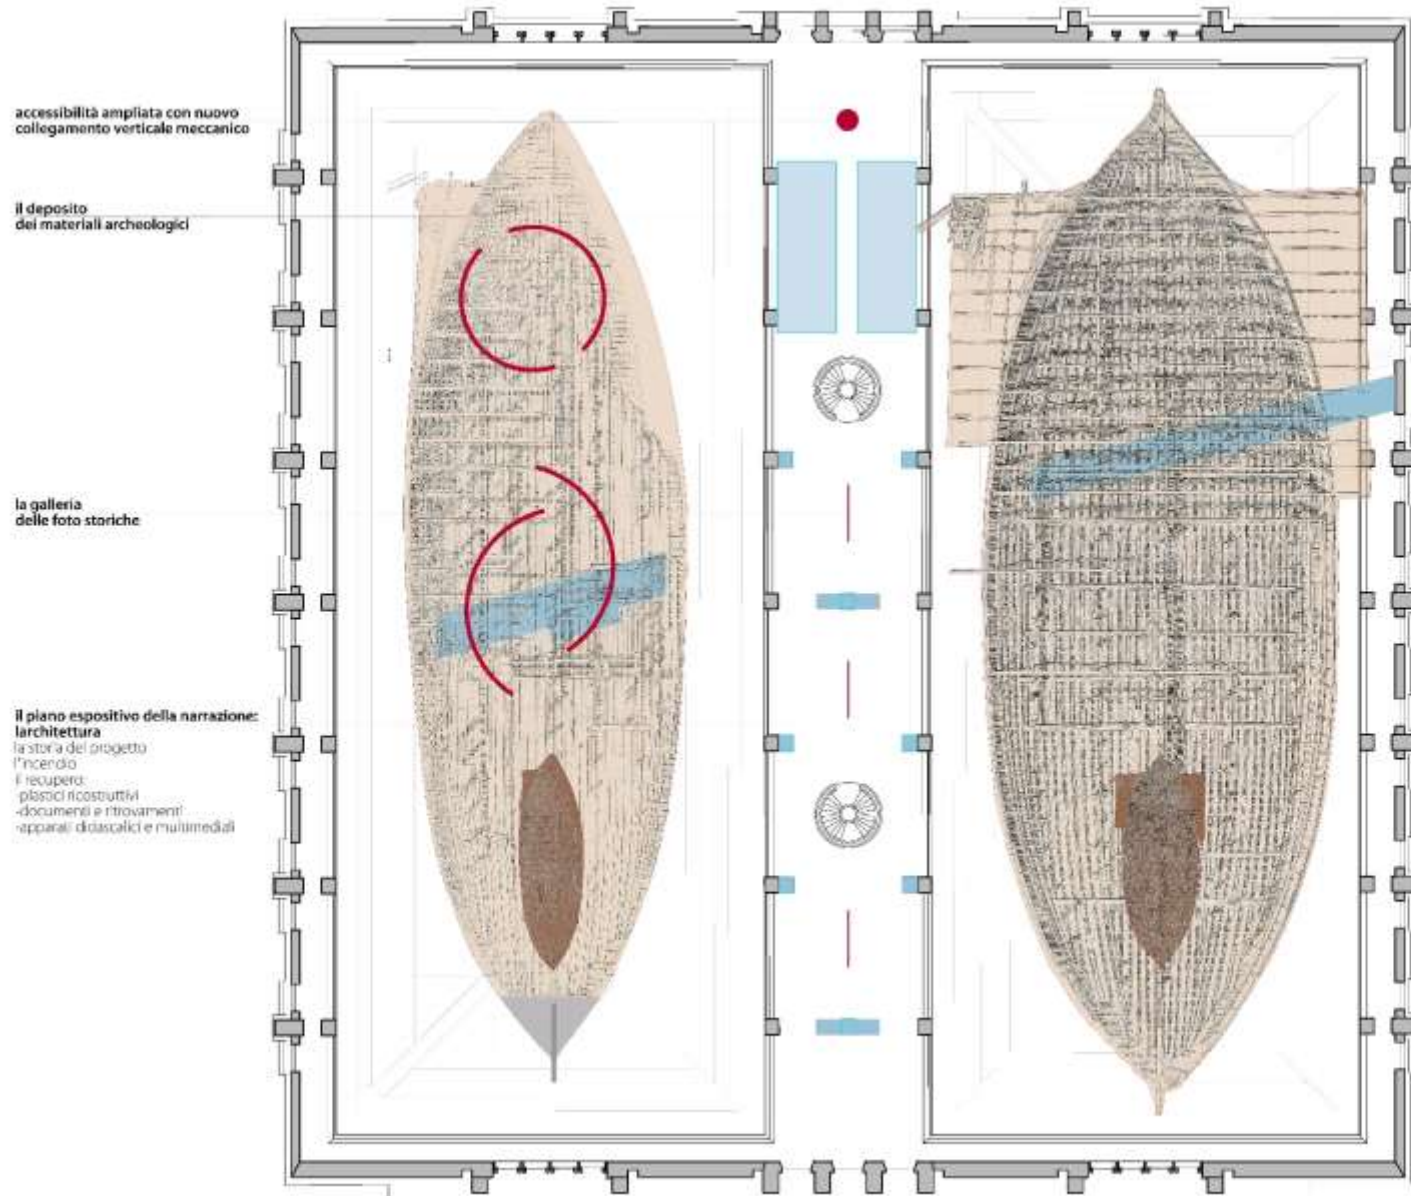 accessibilità ampliata con nuovo
collegamento verticale meccanico
il deposito
dei materiali archeologici
la galleria
delle foto storiche
il piano espositivo della narrazione:
larchitettura
la storia del progetto
l'incendio
il recupero:
-plastici ricostruttivi
-documenti e ritrovamenti
-apparati didascalici e multimediali